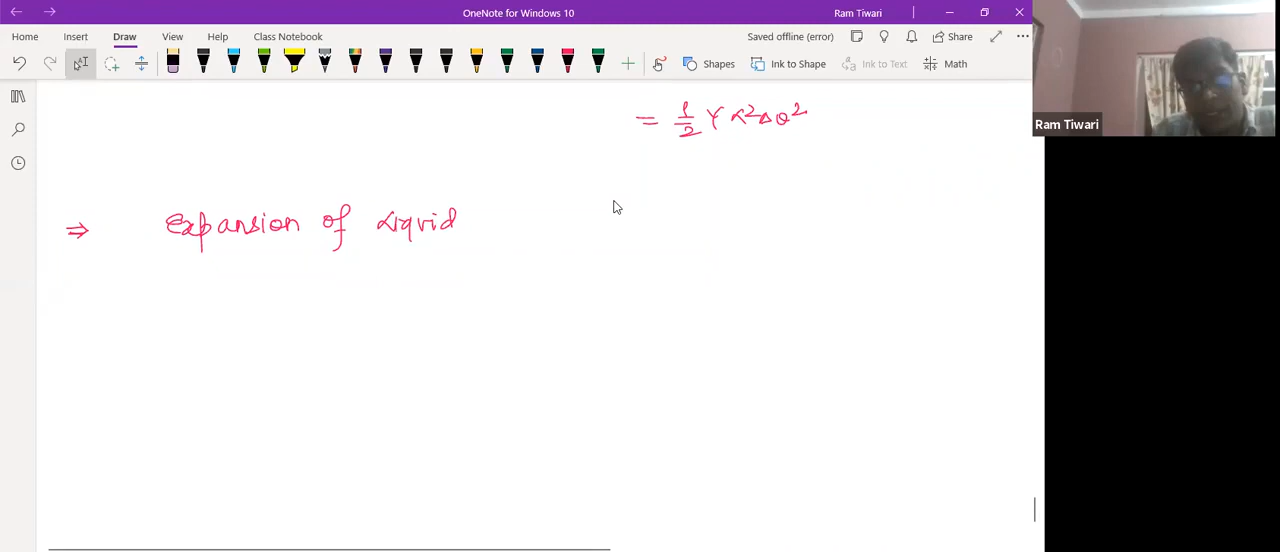 OneNote for Windows 10
Ram Tiwari
Home Insert Draw View Help Class Notebook Saved offline (error) Share
Shapes Ink to Shape Ink to Text Math
= 1/2 Y α²Δθ²
Ram Tiwari
⇒ Expansion of Liquid